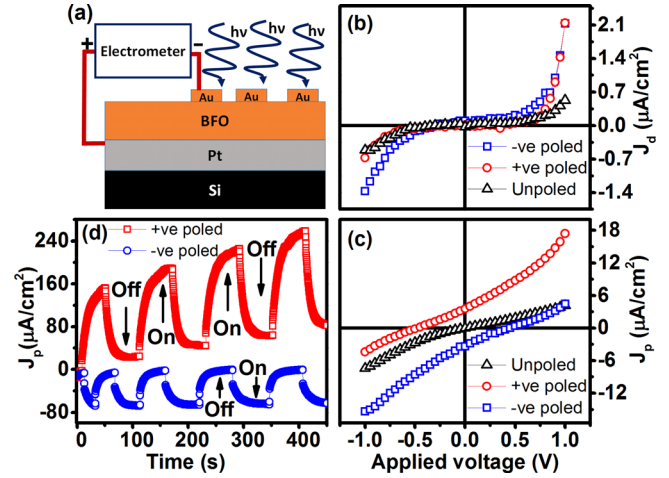 (a)
+
Electrometer
−
hν
hν
hν
Au
Au
Au
BFO
Pt
Si
(b)
2.1
1.4
0.7
0.0
-0.7
-1.4
J_d (μA/cm²)
-ve poled
+ve poled
Unpoled
(c)
18
12
6
0
-6
-12
J_p (μA/cm²)
Unpoled
+ve poled
-ve poled
-1.0
-0.5
0.0
0.5
1.0
Applied voltage (V)
(d)
+ve poled
-ve poled
Off
On
On
Off
Off
On
240
160
80
0
-80
J_p(μA/cm²)
0
100
200
300
400
Time (s)